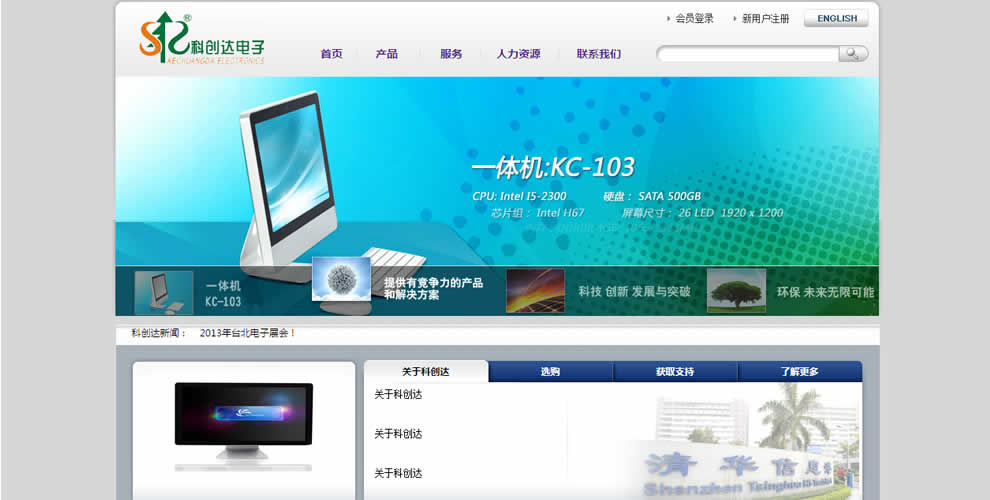 会员登录 新用户注册 ENGLISH
科创达电子
KECHUANGDA ELECTRONICS
首页 产品 服务 人力资源 联系我们
一体机:KC-103
CPU: Intel I5-2300 硬盘： SATA 500GB
芯片组： Intel H67 屏幕尺寸： 26 LED 1920 x 1200
一体机
KC-103
提供有竞争力的产品
和解决方案
科技 创新 发展与突破
环保 未来无限可能
科创达新闻： 2013年台北电子展会！
关于科创达 选购 获取支持 了解更多
关于科创达
关于科创达
关于科创达
清华信息
Shenzhen Tsinghua